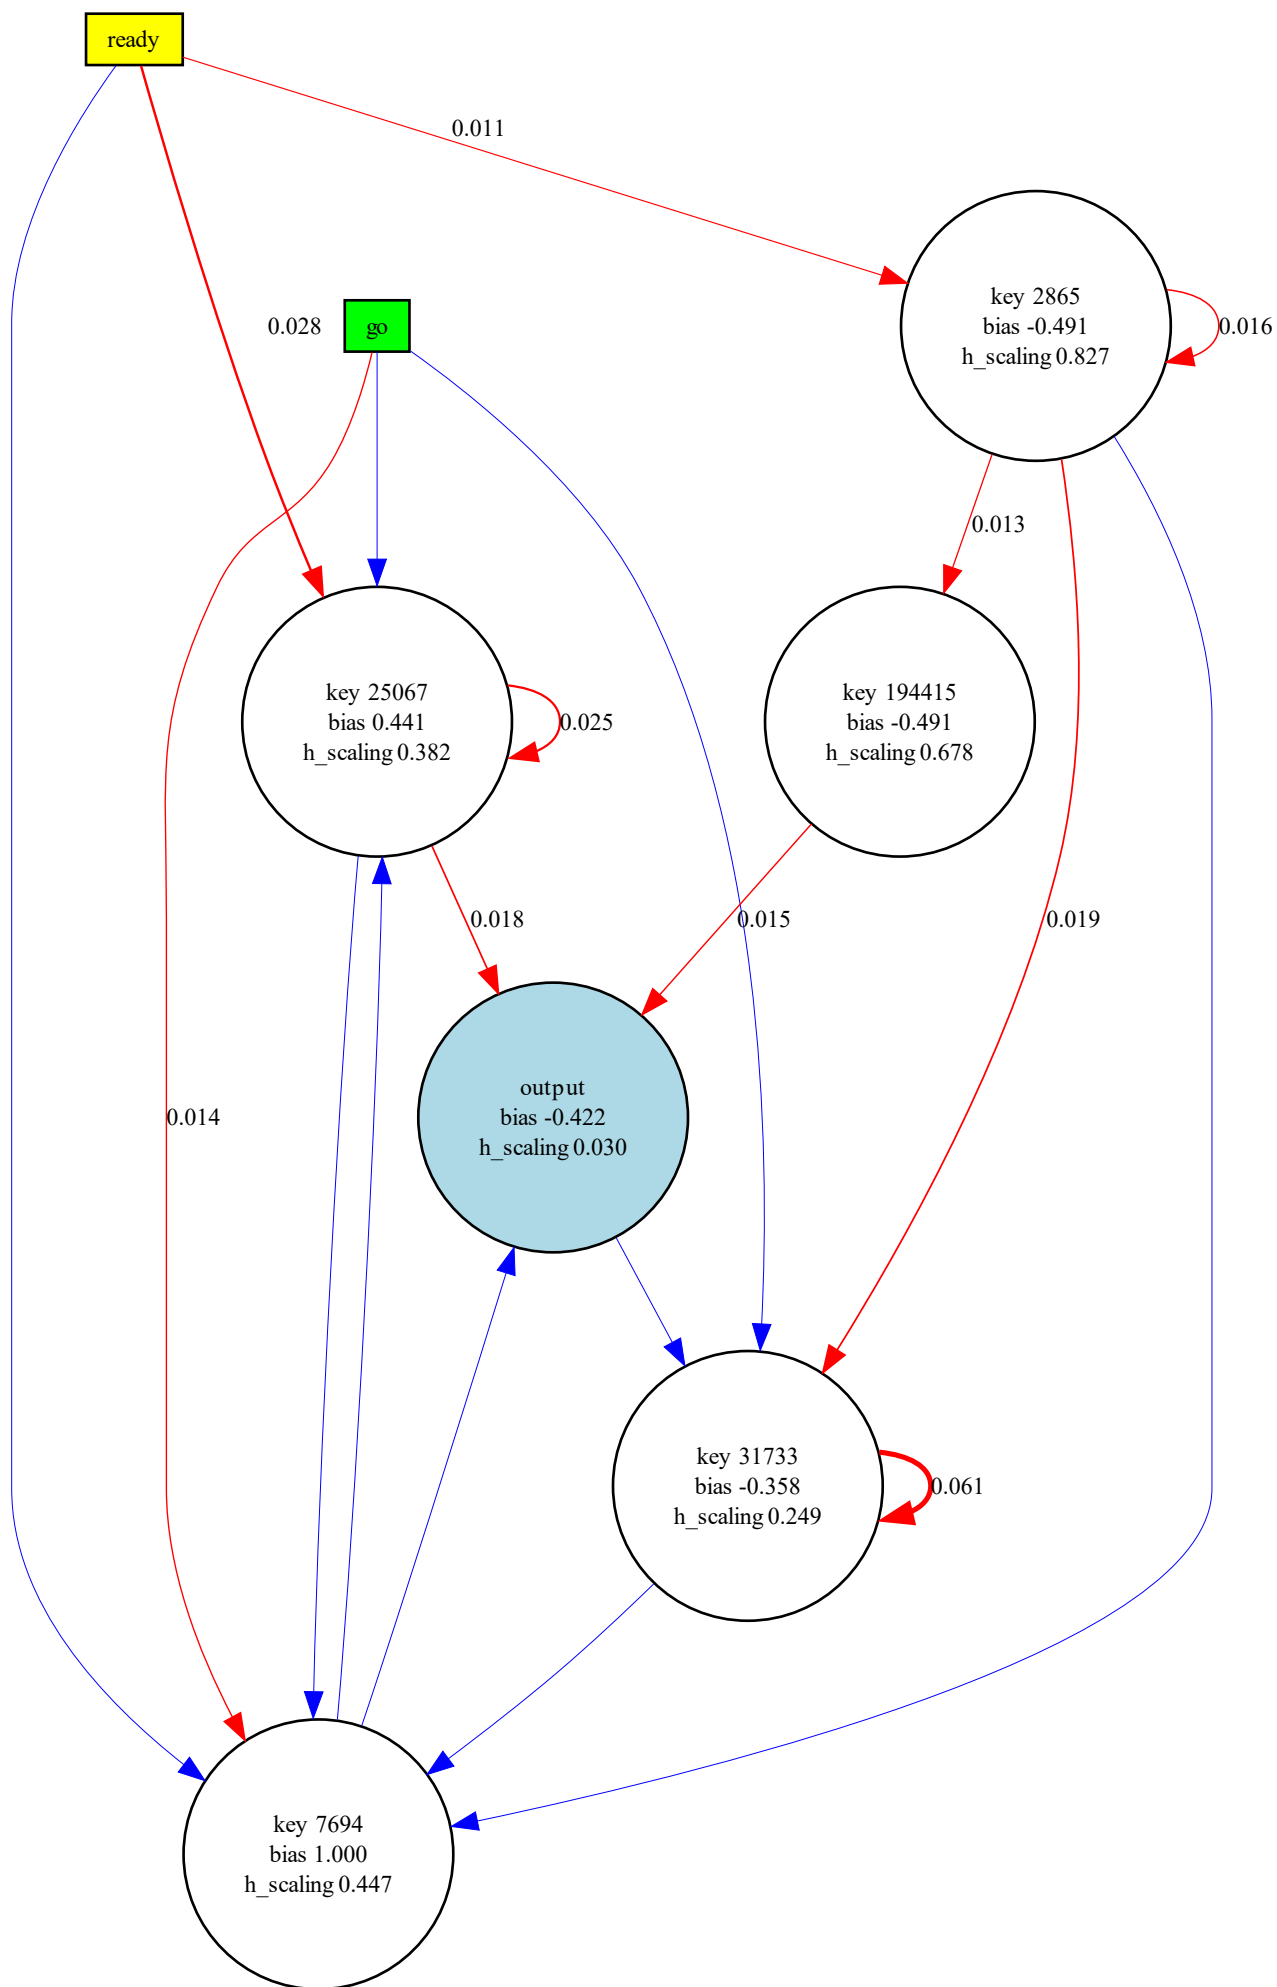 ready
0.011
key 2865
bias -0.491
h_scaling 0.827
0.016
0.028
go
0.013
key 25067
bias 0.441
h_scaling 0.382
0.025
key 194415
bias -0.491
h_scaling 0.678
0.018
0.015
0.019
output
bias -0.422
h_scaling 0.030
0.014
key 31733
bias -0.358
h_scaling 0.249
0.061
key 7694
bias 1.000
h_scaling 0.447